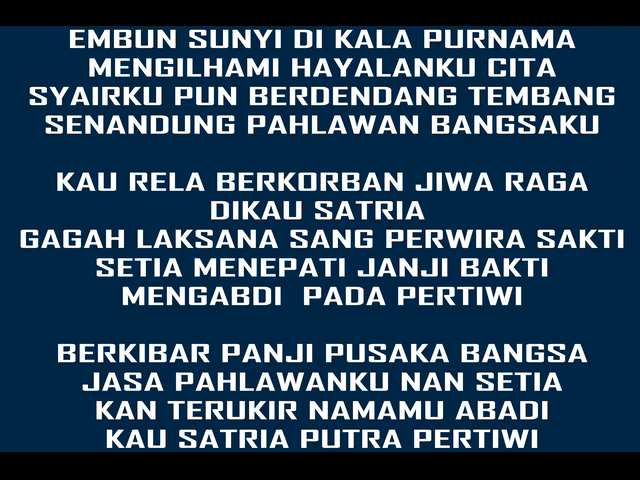 EMBUN SUNYI DI KALA PURNAMA
MENGILHAMI HAYALANKU CITA
SYAIRKU PUN BERDENDANG TEMBANG
SENANDUNG PAHLAWAN BANGSAKU
KAU RELA BERKORBAN JIWA RAGA
DIKAU SATRIA
GAGAH LAKSANA SANG PERWIRA SAKTI
SETIA MENEPATI JANJI BAKTI
MENGABDI PADA PERTIWI
BERKIBAR PANJI PUSAKA BANGSA
JASA PAHLAWANKU NAN SETIA
KAN TERUKIR NAMAMU ABADI
KAU SATRIA PUTRA PERTIWI